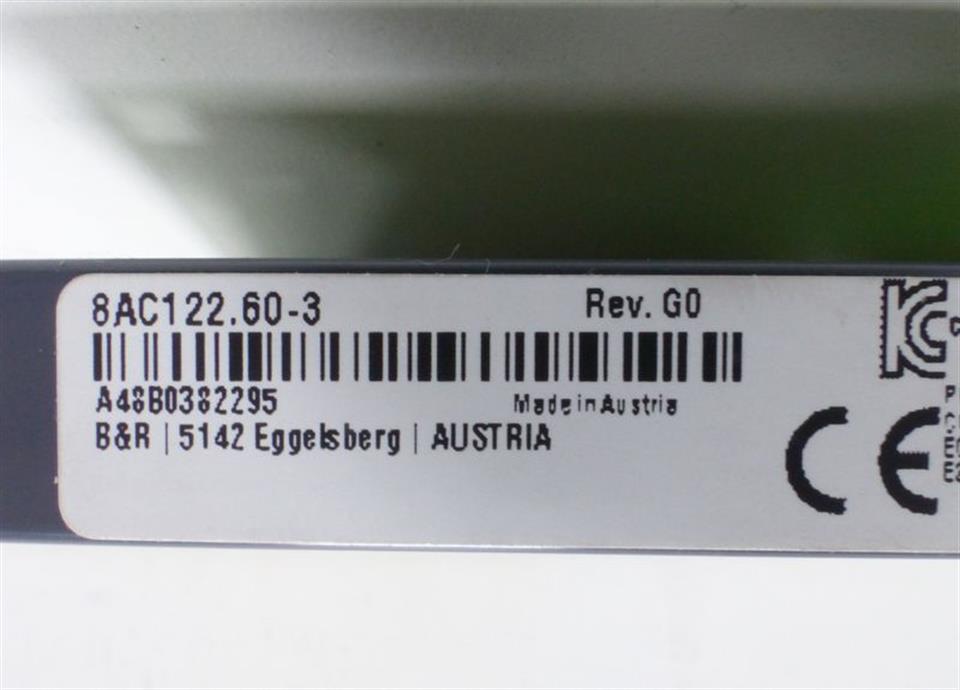 8AC122.60-3 Rev. G0
A48B0382295 Made in Austria
B&R | 5142 Eggelsberg | AUSTRIA